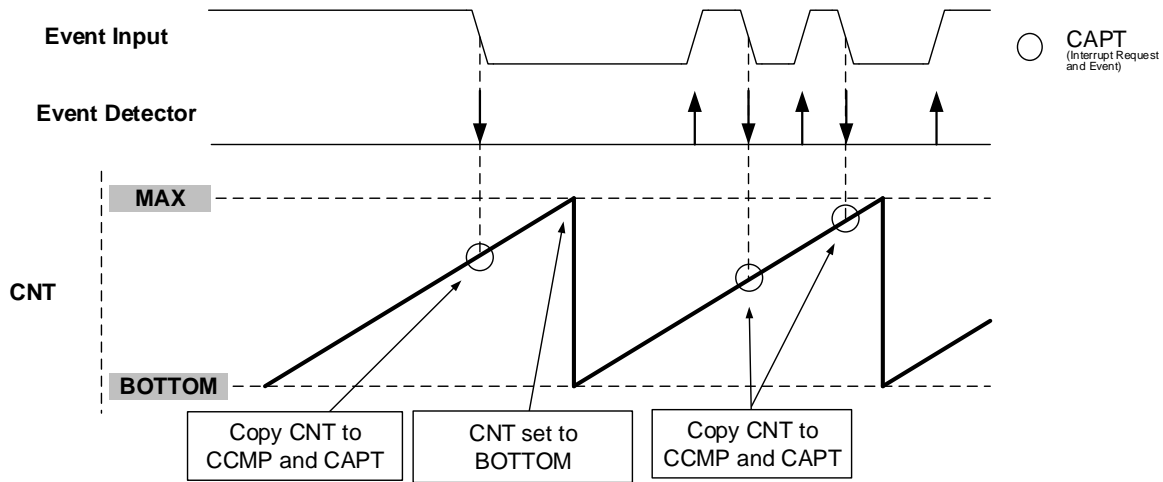 Event Input
CAPT
(Interrupt Request
and Event)
Event Detector
MAX
CNT
BOTTOM
Copy CNT to
CCMP and CAPT
CNT set to
BOTTOM
Copy CNT to
CCMP and CAPT